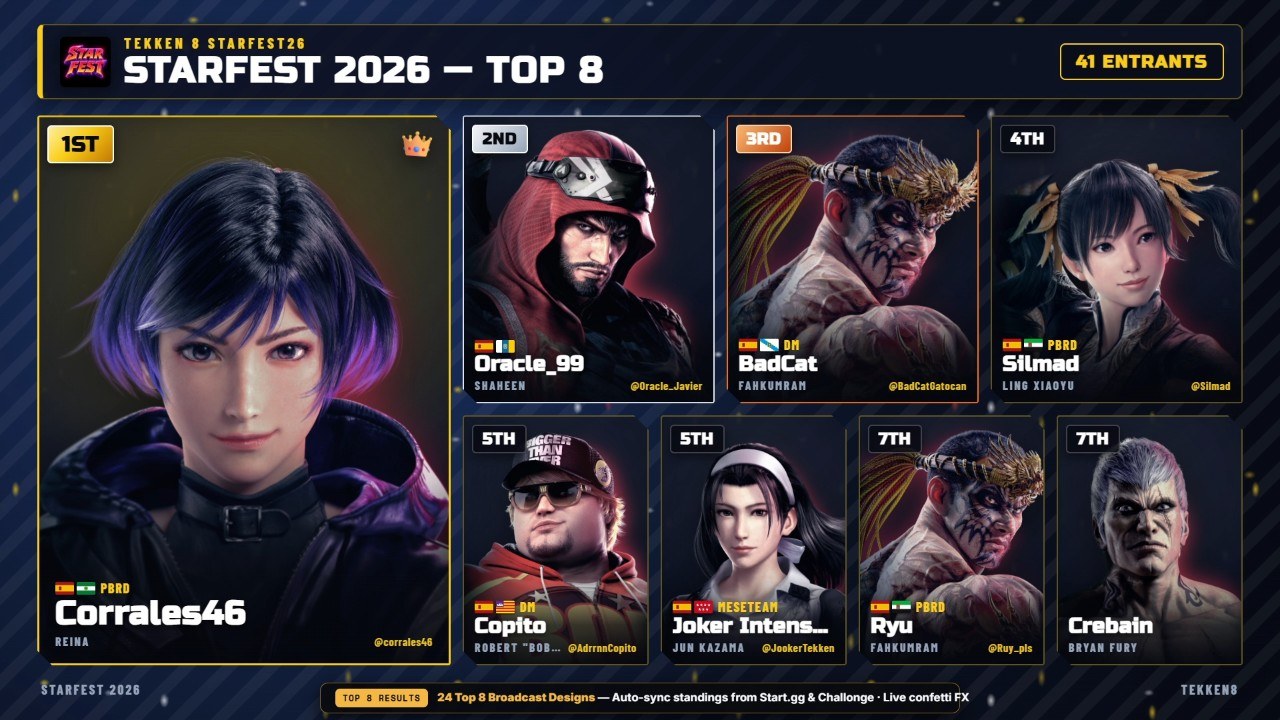 STAR
FEST
TEKKEN 8 STARFEST26
STARFEST 2026 — TOP 8
41 ENTRANTS
1ST
PBRD
Corrales46
REINA
@corrales46
2ND
Oracle_99
SHAHEEN
@Oracle_Javier
3RD
DM
BadCat
FAHKUMRAM
@BadCatGatocan
4TH
PBRD
Silmad
LING XIAOYU
@Silmad
5TH
BIGGER
THAN
EVER
DM
Copito
ROBERT "BOB…
@AdrrnnCopito
5TH
MESETEAM
Joker Intens…
JUN KAZAMA
@JookerTekken
7TH
PBRD
Ryu
FAHKUMRAM
@Ruy_pls
7TH
Crebain
BRYAN FURY
STARFEST 2026
TOP 8 RESULTS
24 Top 8 Broadcast Designs — Auto-sync standings from Start.gg & Challonge · Live confetti FX
TEKKEN8